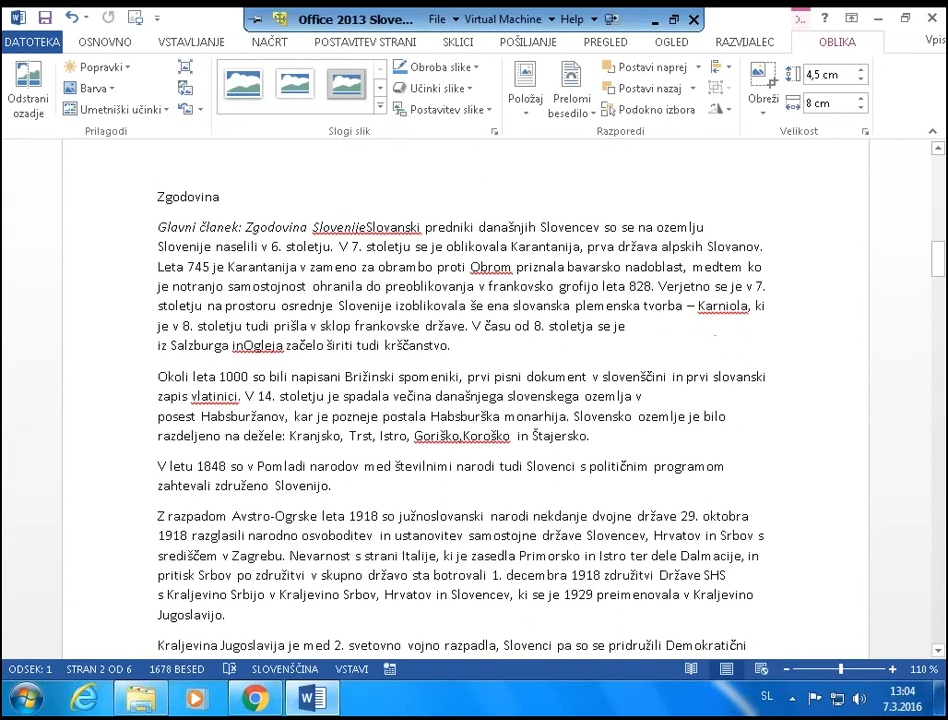 Office 2013 Slove... File Virtual Machine Help
DATOTEKA OSNOVNO VSTAVLJANJE NAČRT POSTAVITEV STRANI SKLICI POŠILJANJE PREGLED OGLED RAZVIJALEC OBLIKA Vpis
Odstrani ozadje
Popravki
Barva
Umetniški učinki
Prilagodi
Obroba slike
Učinki slike
Postavitev slike
Slogi slik
Položaj
Prelomi besedilo
Postavi naprej
Postavi nazaj
Podokno izbora
Razporedi
Obreži
4,5 cm
8 cm
Velikost
Zgodovina
Glavni članek: Zgodovina SlovenijeSlovanski predniki današnjih Slovencev so se na ozemlju
Slovenije naselili v 6. stoletju. V 7. stoletju se je oblikovala Karantanija, prva država alpskih Slovanov.
Leta 745 je Karantanija v zameno za obrambo proti Obrom priznala bavarsko nadoblast, medtem ko
je notranjo samostojnost ohranila do preoblikovanja v frankovsko grofijo leta 828. Verjetno se je v 7.
stoletju na prostoru osrednje Slovenije izoblikovala še ena slovanska plemenska tvorba – Karniola, ki
je v 8. stoletju tudi prišla v sklop frankovske države. V času od 8. stoletja se je
iz Salzburga inOgleja začelo širiti tudi krščanstvo.
Okoli leta 1000 so bili napisani Brižinski spomeniki, prvi pisni dokument v slovenščini in prvi slovanski
zapis vlatinici. V 14. stoletju je spadala večina današnjega slovenskega ozemlja v
posest Habsburžanov, kar je pozneje postala Habsburška monarhija. Slovensko ozemlje je bilo
razdeljeno na dežele: Kranjsko, Trst, Istro, Goriško,Koroško in Štajersko.
V letu 1848 so v Pomladi narodov med številnimi narodi tudi Slovenci s političnim programom
zahtevali združeno Slovenijo.
Z razpadom Avstro-Ogrske leta 1918 so južnoslovanski narodi nekdanje dvojne države 29. oktobra
1918 razglasili narodno osvoboditev in ustanovitev samostojne države Slovencev, Hrvatov in Srbov s
središčem v Zagrebu. Nevarnost s strani Italije, ki je zasedla Primorsko in Istro ter dele Dalmacije, in
pritisk Srbov po združitvi v skupno državo sta botrovali 1. decembra 1918 združitvi Države SHS
s Kraljevino Srbijo v Kraljevino Srbov, Hrvatov in Slovencev, ki se je 1929 preimenovala v Kraljevino
Jugoslavijo.
Kraljevina Jugoslavija je med 2. svetovno vojno razpadla, Slovenci pa so se pridružili Demokratični
ODSEK: 1 STRAN 2 OD 6 1678 BESED SLOVENŠČINA VSTAVI 110 %
SL 13:04
7.3.2016